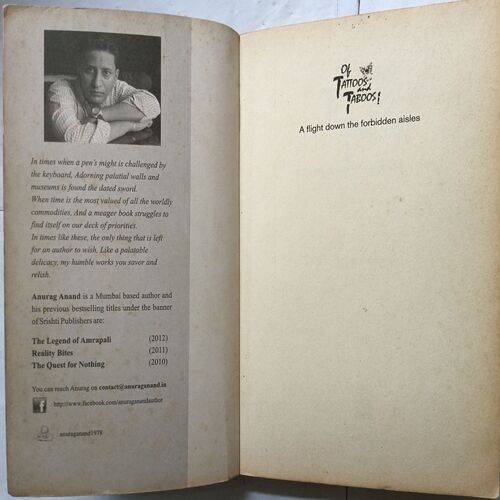 In times when a pen's might is challenged by
the keyboard, Adorning palatial walls and
museums is found the dated sword.
When time is the most valued of all the worldly
commodities, And a meager book struggles to
find itself on our deck of priorities.
In times like these, the only thing that is left
for an author to wish, Like a palatable
delicacy, my humble works you savor and
relish.
Anurag Anand is a Mumbai based author and
his previous bestselling titles under the banner
of Srishti Publishers are:
The Legend of Amrapali (2012)
Reality Bites (2011)
The Quest for Nothing (2010)
You can reach Anurag on contact@anuraganand.in
f : http://www.facebook.com/anuraganandauthor
: anuraganand1978
Of
Tattoos
and
Taboos!
A flight down the forbidden aisles